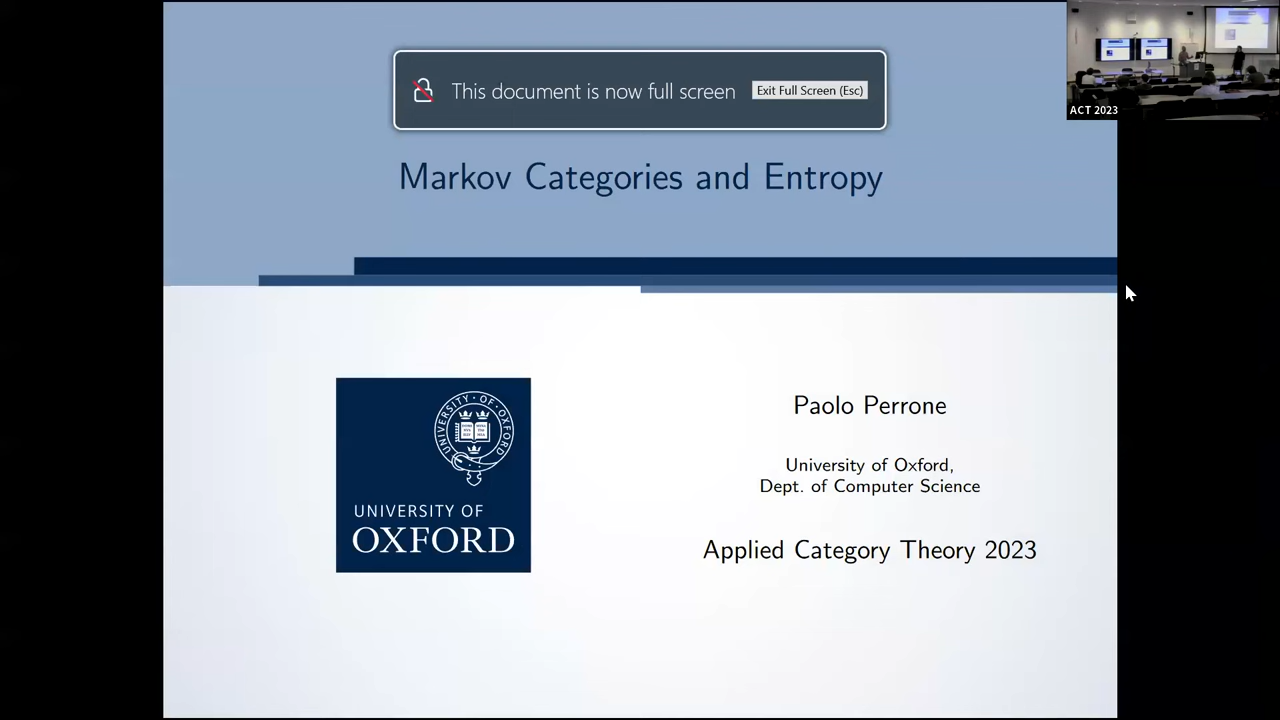 This document is now full screen
Exit Full Screen (Esc)
ACT 2023
Markov Categories and Entropy
UNIVERSITY OF
OXFORD
Paolo Perrone
University of Oxford,
Dept. of Computer Science
Applied Category Theory 2023